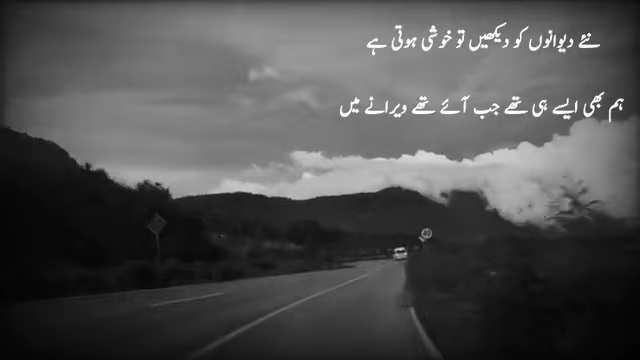 نئے دیوانوں کو دیکھیں تو خوشی ہوتی ہے
ہم بھی ایسے ہی تھے جب آئے تھے ویرانے میں